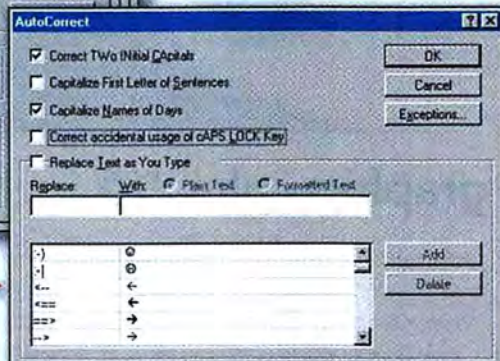 AutoCorrect
Correct TWo INitial CApitals
OK
Capitalize First Letter of Sentences
Cancel
Capitalize Names of Days
Exceptions...
Correct accidental usage of cAPS LOCK Key
Replace Text as You Type
Replace: With: Plain Text Formatted Text
:-) ☺
:-| 😐
<-- ←
<== 🡸
==> 🡺
--> →
Add
Delete